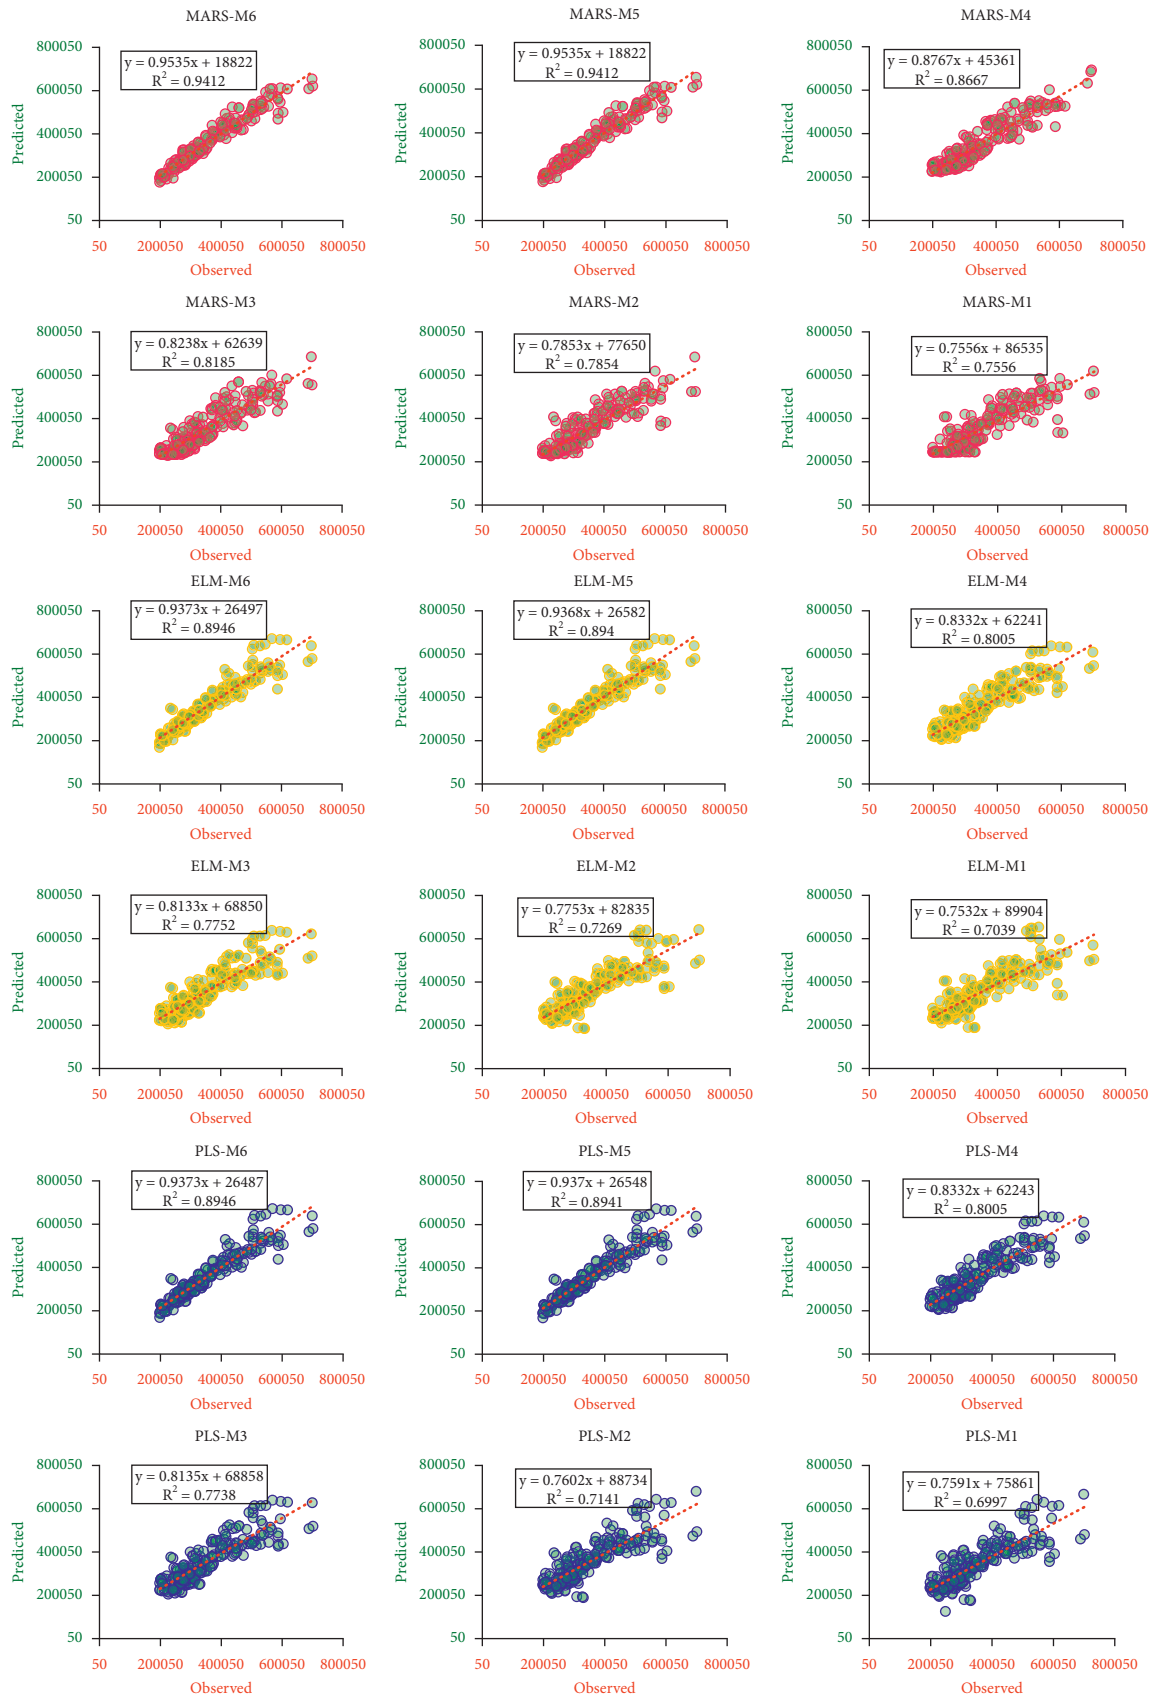 MARS-M6
y = 0.9535x + 18822
R² = 0.9412
Predicted
800050
600050
400050
200050
50
50 200050 400050 600050 800050
Observed
MARS-M5
y = 0.9535x + 18822
R² = 0.9412
Predicted
800050
600050
400050
200050
50
50 200050 400050 600050 800050
Observed
MARS-M4
y = 0.8767x + 45361
R² = 0.8667
Predicted
800050
600050
400050
200050
50
50 200050 400050 600050 800050
Observed
MARS-M3
y = 0.8238x + 62639
R² = 0.8185
Predicted
800050
600050
400050
200050
50
50 200050 400050 600050 800050
Observed
MARS-M2
y = 0.7853x + 77650
R² = 0.7854
Predicted
800050
600050
400050
200050
50
50 200050 400050 600050 800050
Observed
MARS-M1
y = 0.7556x + 86535
R² = 0.7556
Predicted
800050
600050
400050
200050
50
50 200050 400050 600050 800050
Observed
ELM-M6
y = 0.9373x + 26497
R² = 0.8946
Predicted
800050
600050
400050
200050
50
50 200050 400050 600050 800050
Observed
ELM-M5
y = 0.9368x + 26582
R² = 0.894
Predicted
800050
600050
400050
200050
50
50 200050 400050 600050 800050
Observed
ELM-M4
y = 0.8332x + 62241
R² = 0.8005
Predicted
800050
600050
400050
200050
50
50 200050 400050 600050 800050
Observed
ELM-M3
y = 0.8133x + 68850
R² = 0.7752
Predicted
800050
600050
400050
200050
50
50 200050 400050 600050 800050
Observed
ELM-M2
y = 0.7753x + 82835
R² = 0.7269
Predicted
800050
600050
400050
200050
50
50 200050 400050 600050 800050
Observed
ELM-M1
y = 0.7532x + 89904
R² = 0.7039
Predicted
800050
600050
400050
200050
50
50 200050 400050 600050 800050
Observed
PLS-M6
y = 0.9373x + 26487
R² = 0.8946
Predicted
800050
600050
400050
200050
50
50 200050 400050 600050 800050
Observed
PLS-M5
y = 0.937x + 26548
R² = 0.8941
Predicted
800050
600050
400050
200050
50
50 200050 400050 600050 800050
Observed
PLS-M4
y = 0.8332x + 62243
R² = 0.8005
Predicted
800050
600050
400050
200050
50
50 200050 400050 600050 800050
Observed
PLS-M3
y = 0.8135x + 68858
R² = 0.7738
Predicted
800050
600050
400050
200050
50
50 200050 400050 600050 800050
Observed
PLS-M2
y = 0.7602x + 88734
R² = 0.7141
Predicted
800050
600050
400050
200050
50
50 200050 400050 600050 800050
Observed
PLS-M1
y = 0.7591x + 75861
R² = 0.6997
Predicted
800050
600050
400050
200050
50
50 200050 400050 600050 800050
Observed